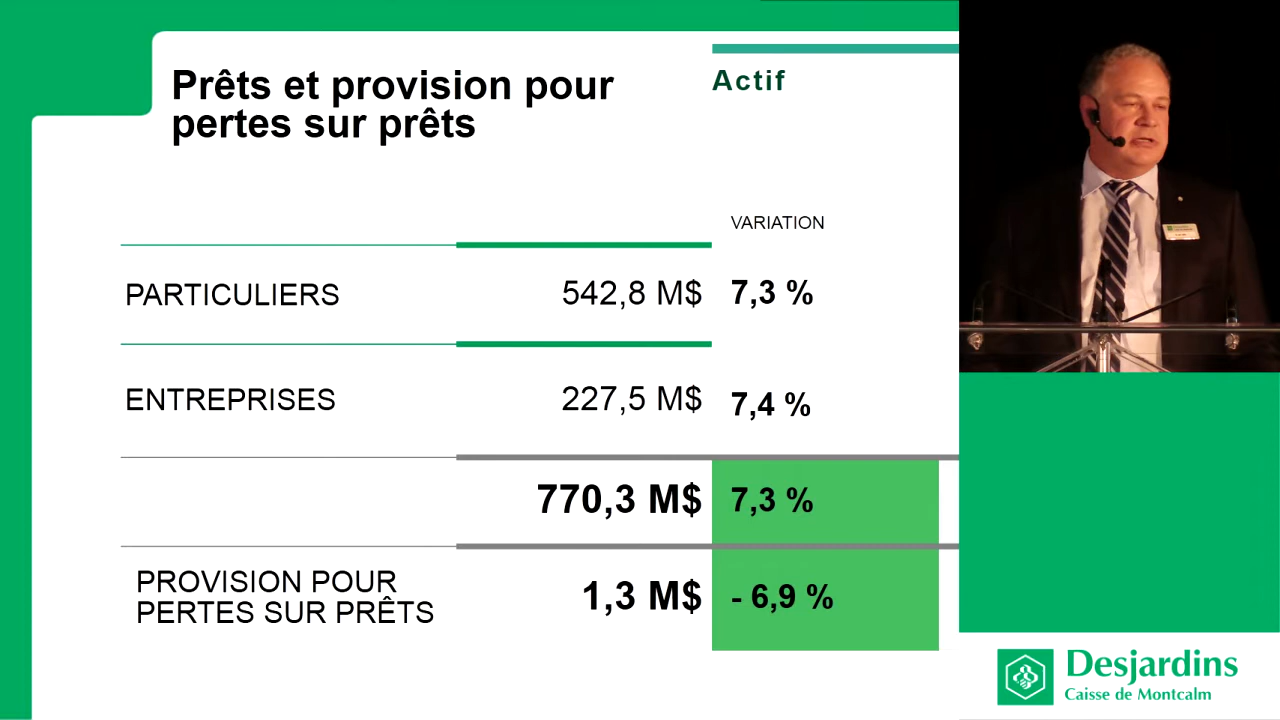 Prêts et provision pour
pertes sur prêts
Actif
VARIATION
PARTICULIERS 542,8 M$ 7,3 %
ENTREPRISES 227,5 M$ 7,4 %
770,3 M$ 7,3 %
PROVISION POUR
PERTES SUR PRÊTS 1,3 M$ - 6,9 %
Desjardins
Caisse de Montcalm